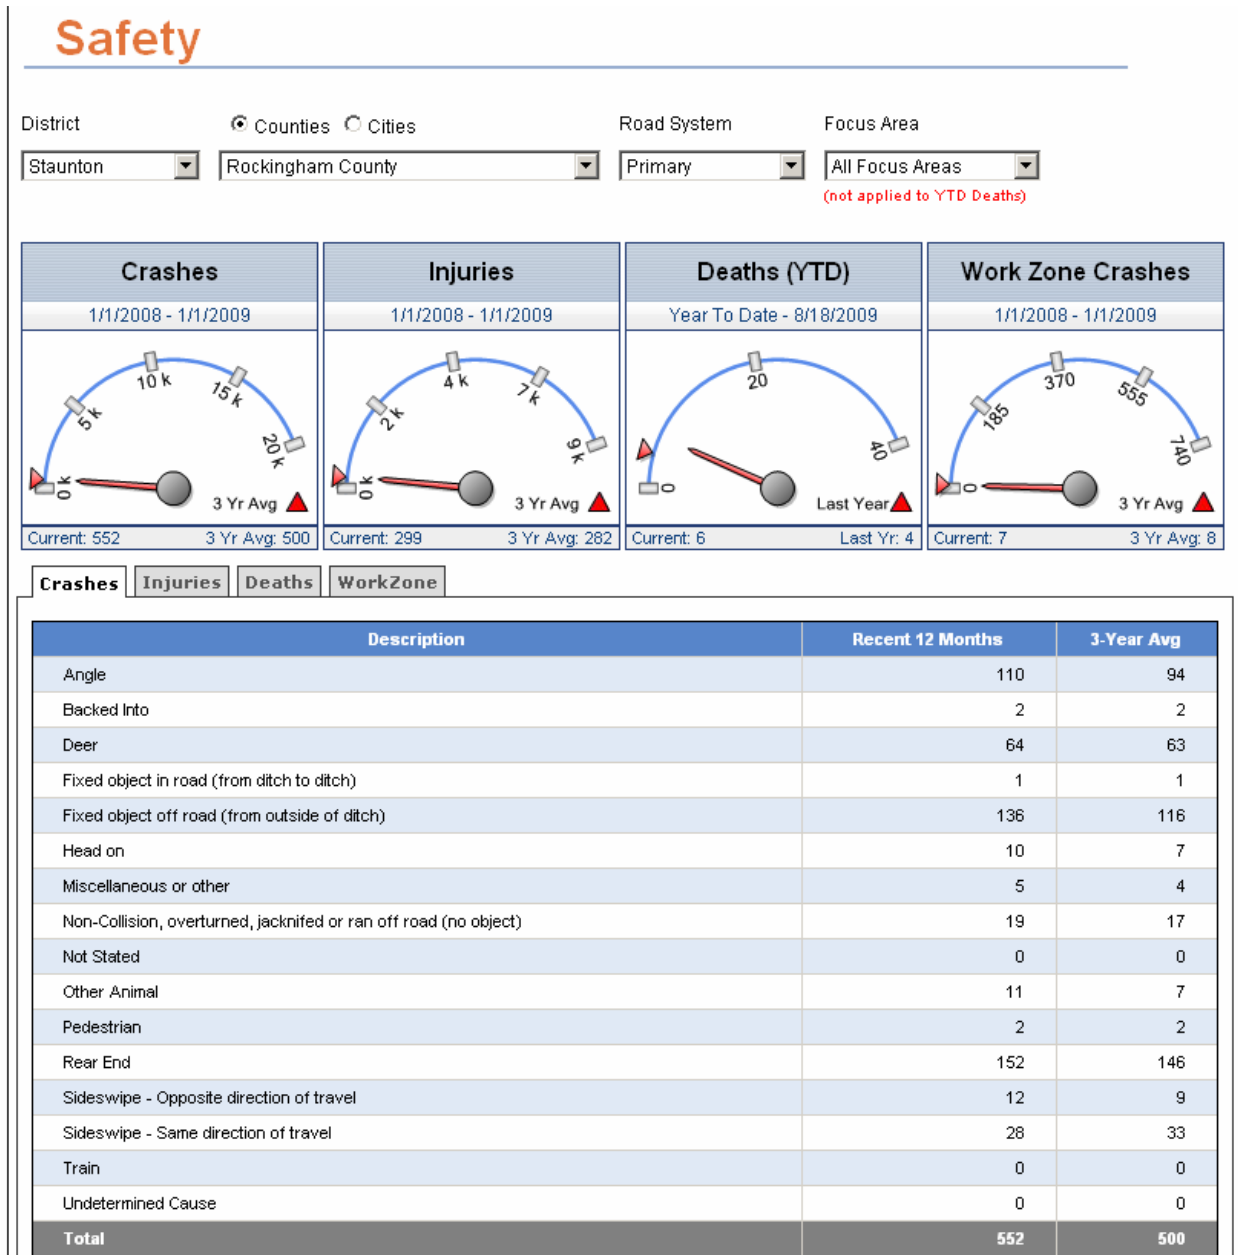 Safety
District Counties Cities Road System Focus Area
Staunton Rockingham County Primary All Focus Areas
(not applied to YTD Deaths)
Crashes Injuries Deaths (YTD) Work Zone Crashes
1/1/2008 - 1/1/2009 1/1/2008 - 1/1/2009 Year To Date - 8/18/2009 1/1/2008 - 1/1/2009
0 k 5 k 10 k 15 k 20 k 3 Yr Avg
0 k 2 k 4 k 7 k 9 k 3 Yr Avg
0 20 40 Last Year
0 185 370 555 740 3 Yr Avg
Current: 552 3 Yr Avg: 500 Current: 299 3 Yr Avg: 282 Current: 6 Last Yr: 4 Current: 7 3 Yr Avg: 8
Crashes Injuries Deaths WorkZone
Description Recent 12 Months 3-Year Avg
Angle 110 94
Backed Into 2 2
Deer 64 63
Fixed object in road (from ditch to ditch) 1 1
Fixed object off road (from outside of ditch) 136 116
Head on 10 7
Miscellaneous or other 5 4
Non-Collision, overturned, jacknifed or ran off road (no object) 19 17
Not Stated 0 0
Other Animal 11 7
Pedestrian 2 2
Rear End 152 146
Sideswipe - Opposite direction of travel 12 9
Sideswipe - Same direction of travel 28 33
Train 0 0
Undetermined Cause 0 0
Total 552 500